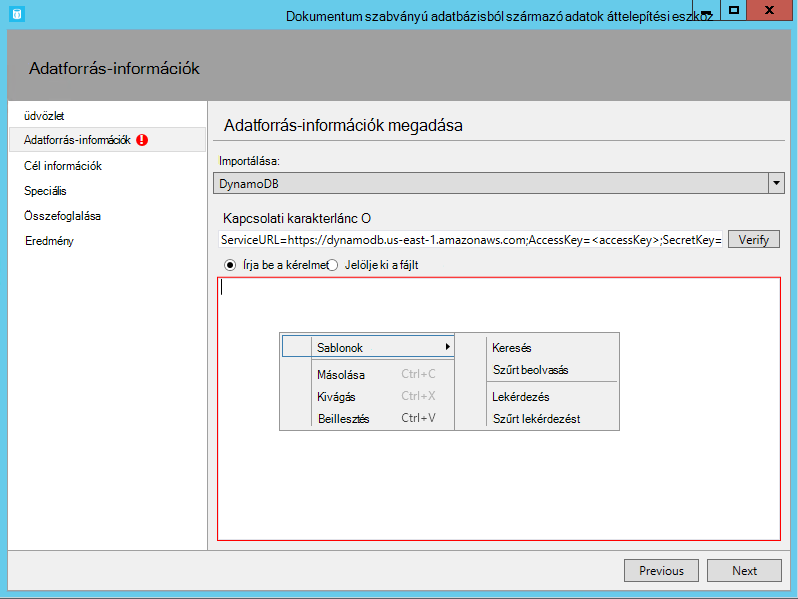 Dokumentum szabványú adatbázisból származó adatok áttelepítési eszköz
Adatforrás-információk
üdvözlet
Adatforrás-információk
Cél információk
Speciális
Összefoglalása
Eredmény
Adatforrás-információk megadása
Importálása:
DynamoDB
Kapcsolati karakterlánc O
ServiceURL=https://dynamodb.us-east-1.amazonaws.com;AccessKey=<accessKey>;SecretKey=
Verify
Írja be a kérelmet
Jelölje ki a fájlt
Sablonok
Másolása Ctrl+C
Kivágás Ctrl+X
Beillesztés Ctrl+V
Keresés
Szűrt beolvasás
Lekérdezés
Szűrt lekérdezést
Previous
Next